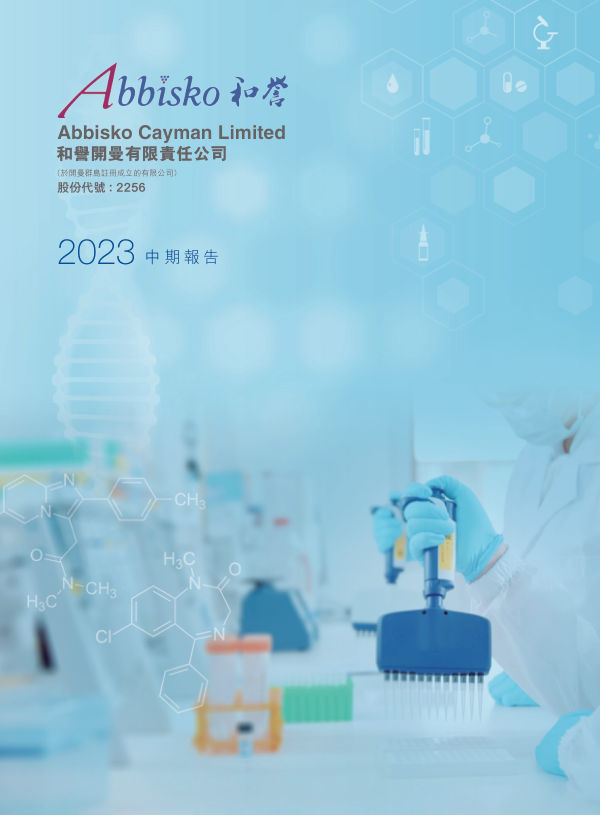 Abbisko 和誉
Abbisko Cayman Limited
和譽開曼有限責任公司
(於開曼群島註冊成立的有限公司)
股份代號：2256
2023 中期報告
N
N
CH₃
O
N
CH₃
H₃C
H₃C
N
O
Cl
N